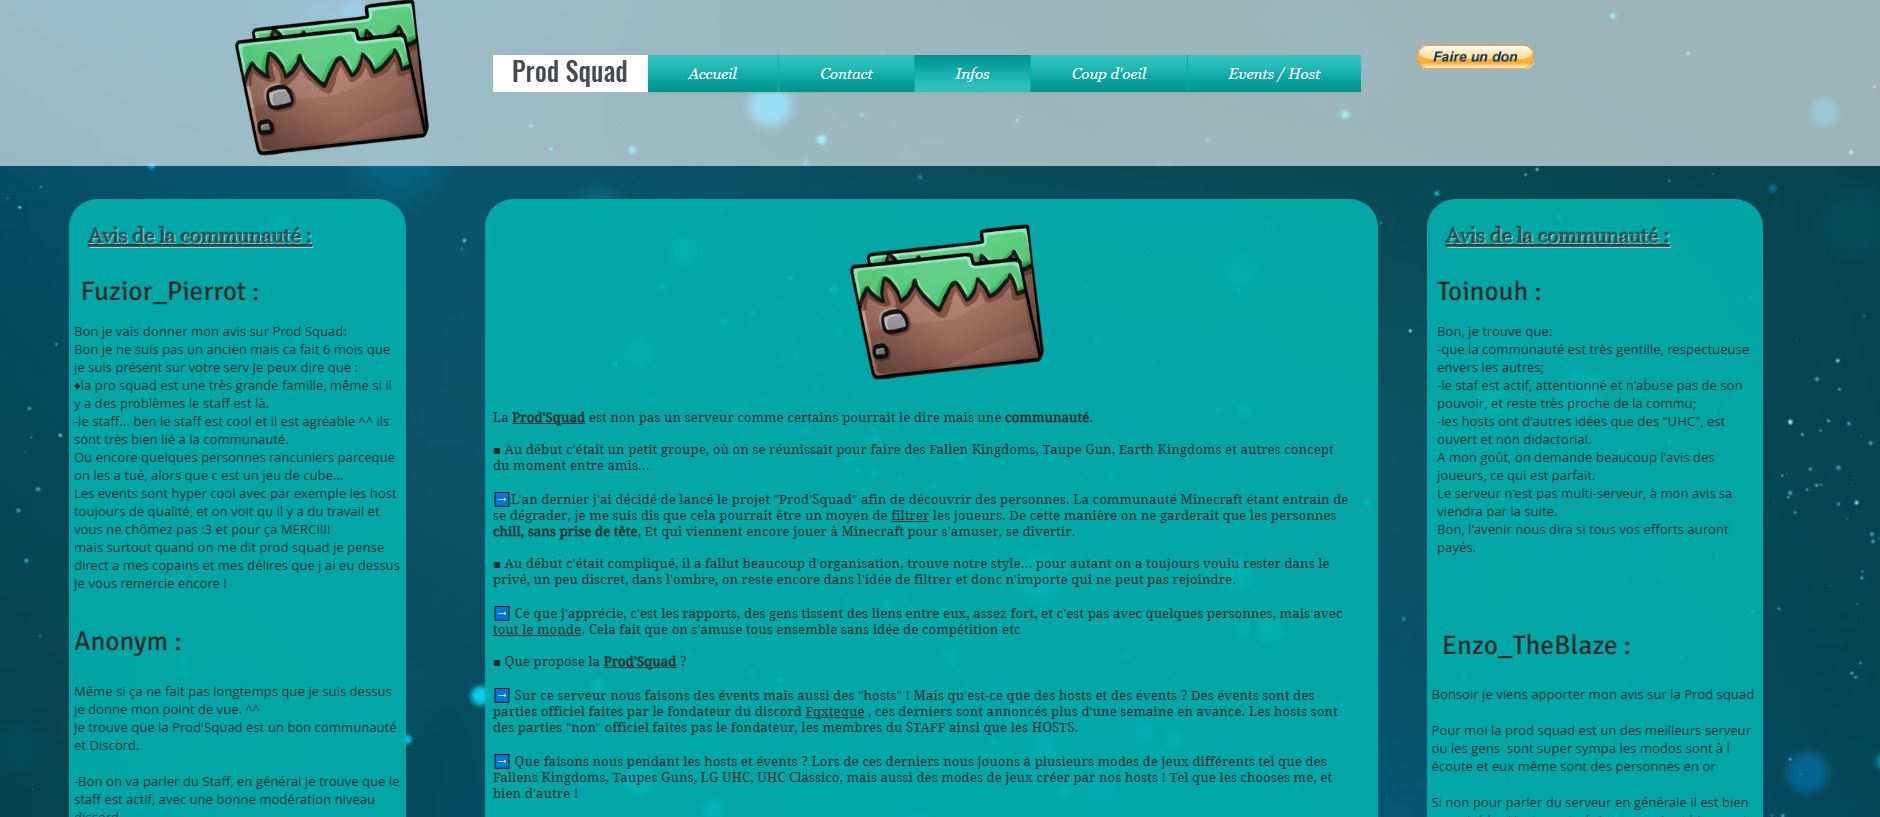 Prod Squad
Accueil
Contact
Infos
Coup d'oeil
Events / Host
Faire un don
Avis de la communauté :
Fuzior_Pierrot :
Bon je vais donner mon avis sur Prod Squad:
Bon je ne suis pas un ancien mais ca fait 6 mois que
je suis présent sur votre serv Je peux dire que :
♦la pro squad est une très grande famille, même si il
y a des problèmes le staff est là.
-le staff... ben le staff est cool et il est agréable ^^ ils
sont très bien lié a la communauté.
Ou encore quelques personnes rancuniers parceque
on les a tué, alors que c est un jeu de cube...
Les events sont hyper cool avec par exemple les host
toujours de qualité, et on voit qu il y a du travail et
vous ne chômez pas :3 et pour ça MERCI!!!
mais surtout quand on me dit prod squad je pense
direct a mes copains et mes délires que j ai eu dessus
Je vous remercie encore !
Anonym :
Même si ça ne fait pas longtemps que je suis dessus
je donne mon point de vue. ^^
Je trouve que la Prod'Squad est un bon communauté
et Discord.
-Bon on va parler du Staff, en général je trouve que le
staff est actif, avec une bonne modération niveau
discord
La Prod'Squad est non pas un serveur comme certains pourrait le dire mais une communauté.
▪ Au début c'était un petit groupe, où on se réunissait pour faire des Fallen Kingdoms, Taupe Gun, Earth Kingdoms et autres concept
du moment entre amis...
➡L'an dernier j'ai décidé de lancé le projet "Prod'Squad" afin de découvrir des personnes. La communauté Minecraft étant entrain de
se dégrader, je me suis dis que cela pourrait être un moyen de filtrer les joueurs. De cette manière on ne garderait que les personnes
chill, sans prise de tête, Et qui viennent encore jouer à Minecraft pour s'amuser, se divertir.
▪ Au début c'était compliqué, il a fallut beaucoup d'organisation, trouve notre style... pour autant on a toujours voulu rester dans le
privé, un peu discret, dans l'ombre, on reste encore dans l'idée de filtrer et donc n'importe qui ne peut pas rejoindre.
➡ Ce que j'apprécie, c'est les rapports, des gens tissent des liens entre eux, assez fort, et c'est pas avec quelques personnes, mais avec
tout le monde. Cela fait que on s'amuse tous ensemble sans idée de compétition etc
▪ Que propose la Prod'Squad ?
➡ Sur ce serveur nous faisons des évents mais aussi des "hosts" ! Mais qu'est-ce que des hosts et des évents ? Des évents sont des
parties officiel faites par le fondateur du discord Fqxteque , ces derniers sont annoncés plus d'une semaine en avance. Les hosts sont
des parties "non" officiel faites pas le fondateur, les membres du STAFF ainsi que les HOSTS.
➡ Que faisons nous pendant les hosts et évents ? Lors de ces derniers nous jouons à plusieurs modes de jeux différents tel que des
Fallens Kingdoms, Taupes Guns, LG UHC, UHC Classico, mais aussi des modes de jeux créer par nos hosts ! Tel que les chooses me, et
bien d'autre !
Avis de la communauté :
Toinouh :
Bon, je trouve que:
-que la communauté est très gentille, respectueuse
envers les autres;
-le staf est actif, attentionné et n'abuse pas de son
pouvoir, et reste très proche de la commu;
-les hosts ont d'autres idées que des "UHC", est
ouvert et non didactorial.
A mon goût, on demande beaucoup l'avis des
joueurs, ce qui est parfait.
Le serveur n'est pas multi-serveur, à mon avis sa
viendra par la suite.
Bon, l'avenir nous dira si tous vos efforts auront
payés.
Enzo_TheBlaze :
Bonsoir je viens apporter mon avis sur la Prod squad
Pour moi la prod squad est un des meilleurs serveur
ou les gens sont super sympa les modos sont à l
écoute et eux même sont des personnes en or
Si non pour parler du serveur en générale il est bien